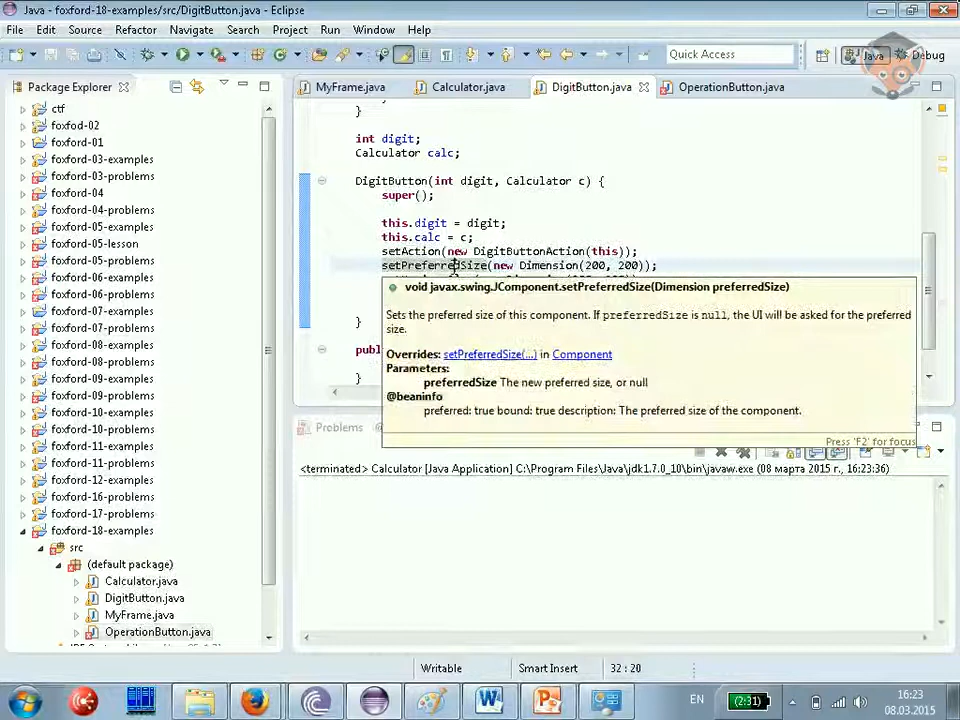 Java - foxford-18-examples/src/DigitButton.java - Eclipse
File Edit Source Refactor Navigate Search Project Run Window Help
Quick Access
Java
Debug
Package Explorer
MyFrame.java
Calculator.java
DigitButton.java
OperationButton.java
ctf
foxfod-02
foxford-01
foxford-03-examples
foxford-03-problems
foxford-04
foxford-04-problems
foxford-05-examples
foxford-05-lesson
foxford-05-problems
foxford-06-examples
foxford-06-problems
foxford-07-examples
foxford-07-problems
foxford-08-examples
foxford-08-problems
foxford-09-examples
foxford-09-problems
foxford-10-examples
foxford-10-problems
foxford-11-examples
foxford-11-problems
foxford-12-examples
foxford-16-problems
foxford-17-problems
foxford-18-examples
src
(default package)
Calculator.java
DigitButton.java
MyFrame.java
OperationButton.java
}
int digit;
Calculator calc;
DigitButton(int digit, Calculator c) {
super();
this.digit = digit;
this.calc = c;
setAction(new DigitButtonAction(this));
setPreferredSize(new Dimension(200, 200));
}
publ
}
void javax.swing.JComponent.setPreferredSize(Dimension preferredSize)
Sets the preferred size of this component. If preferredSize is null, the UI will be asked for the preferred
size.
Overrides: setPreferredSize(...) in Component
Parameters:
preferredSize The new preferred size, or null
@beaninfo
preferred: true bound: true description: The preferred size of the component.
Press 'F2' for focus
Problems
<terminated> Calculator [Java Application] C:\Program Files\Java\jdk1.7.0_10\bin\javaw.exe (08 марта 2015 г., 16:23:36)
Writable
Smart Insert
32 : 20
EN
(2:31)
16:23
08.03.2015